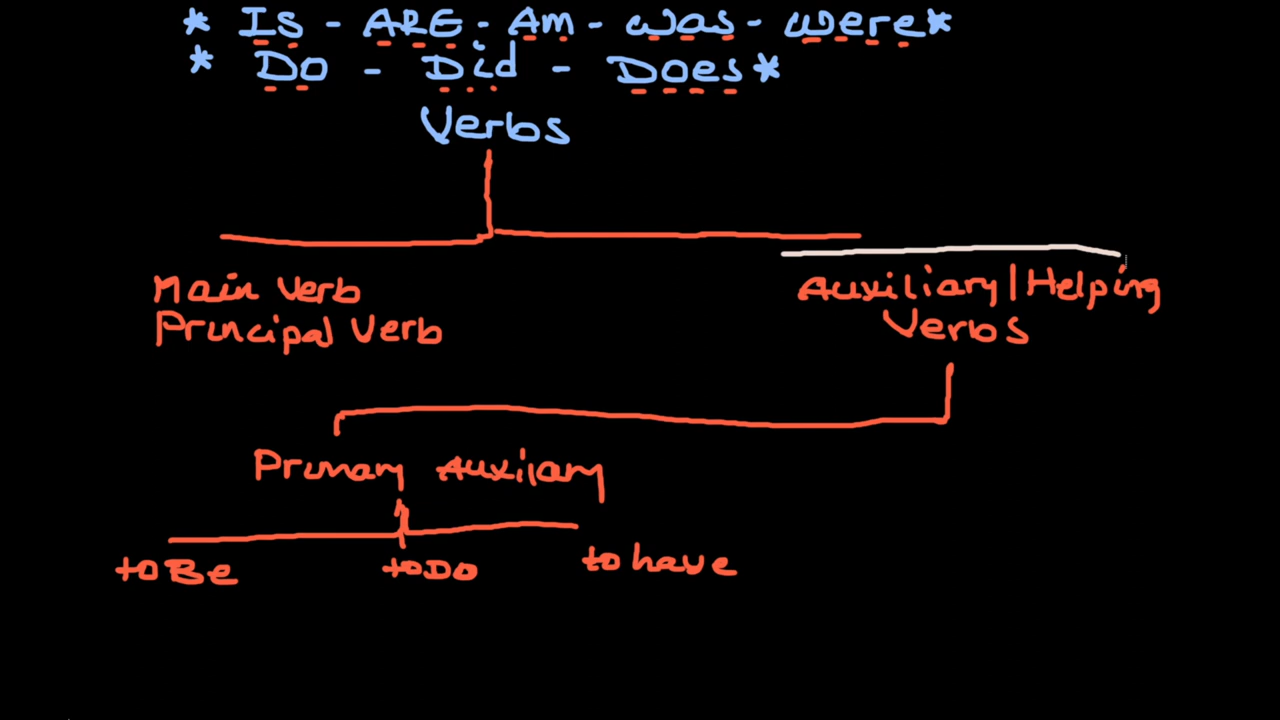 * Is - ARE - Am - was - were *
* Do - Did - Does *
Verbs
Main Verb
Principal Verb
Auxiliary | Helping
Verbs
Primary Auxilary
to Be
to Do
to have